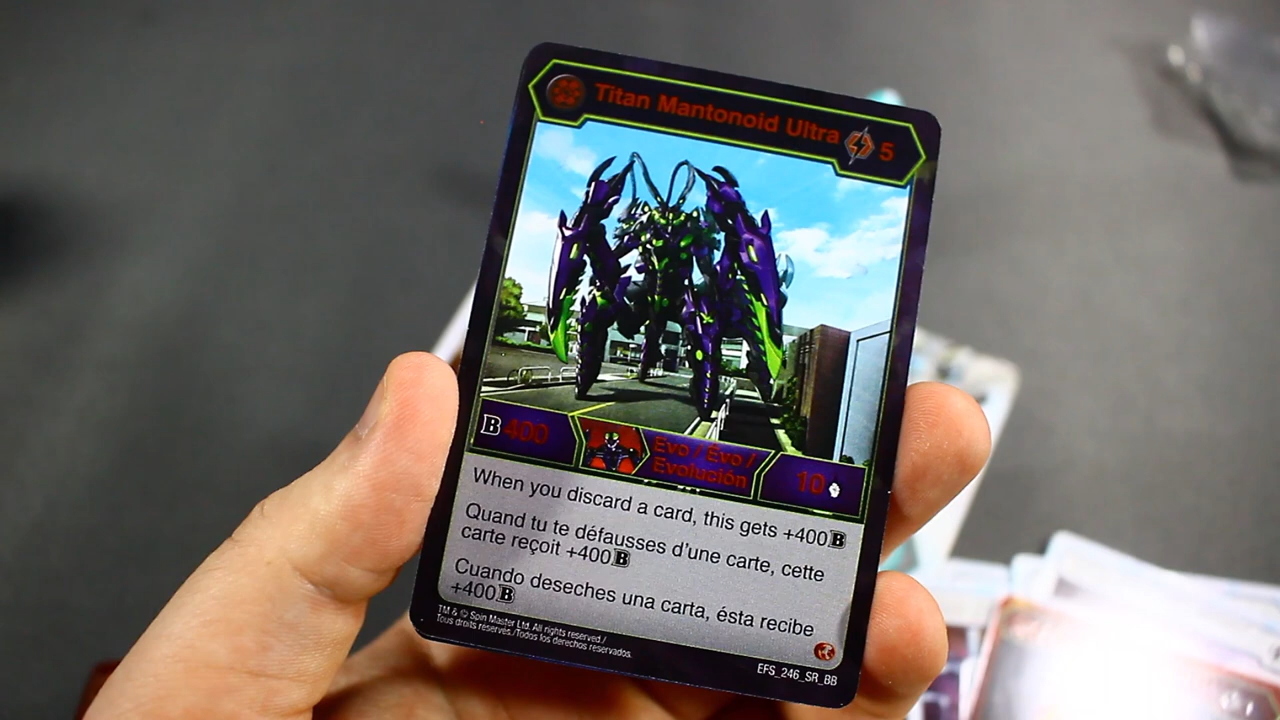 Titan Mantonoid Ultra 5
B 400
Evo / Évo /
Evolución
10
When you discard a card, this gets +400B
Quand tu te défausses d'une carte, cette
carte reçoit +400B
Cuando deseches una carta, ésta recibe
+400B
TM & © Spin Master Ltd. All rights reserved./
Tous droits réservés./Todos los derechos reservados.
EFS_246_SR_BB